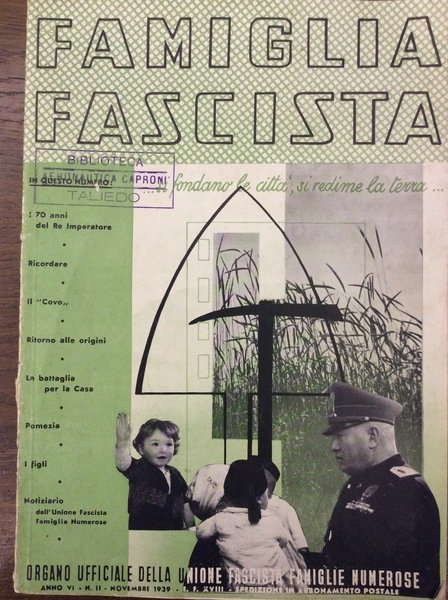 FAMIGLIA
FASCISTA
BIBLIOTECA
AERONAUTICA CAPRONI
TALIEDO
IN QUESTO NUMERO:
...si fondano le città, si redime la terra...
I 70 anni
del Re Imperatore
Ricordare
Il "Covo„
Ritorno alle origini
La battaglia
per la Casa
Pomezia
I figli
Notiziario
dell'Unione Fascista
Famiglie Numerose
ORGANO UFFICIALE DELLA UNIONE FASCISTA FAMIGLIE NUMEROSE
ANNO VI - N. 11 - NOVEMBRE 1939 - E. F. XVIII - SPEDIZIONE IN ABBONAMENTO POSTALE